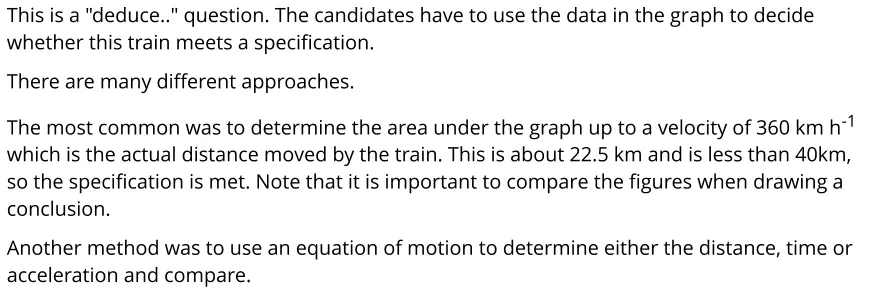 This is a "deduce.." question. The candidates have to use the data in the graph to decide
whether this train meets a specification.
There are many different approaches.
The most common was to determine the area under the graph up to a velocity of 360 km h⁻¹
which is the actual distance moved by the train. This is about 22.5 km and is less than 40km,
so the specification is met. Note that it is important to compare the figures when drawing a
conclusion.
Another method was to use an equation of motion to determine either the distance, time or
acceleration and compare.